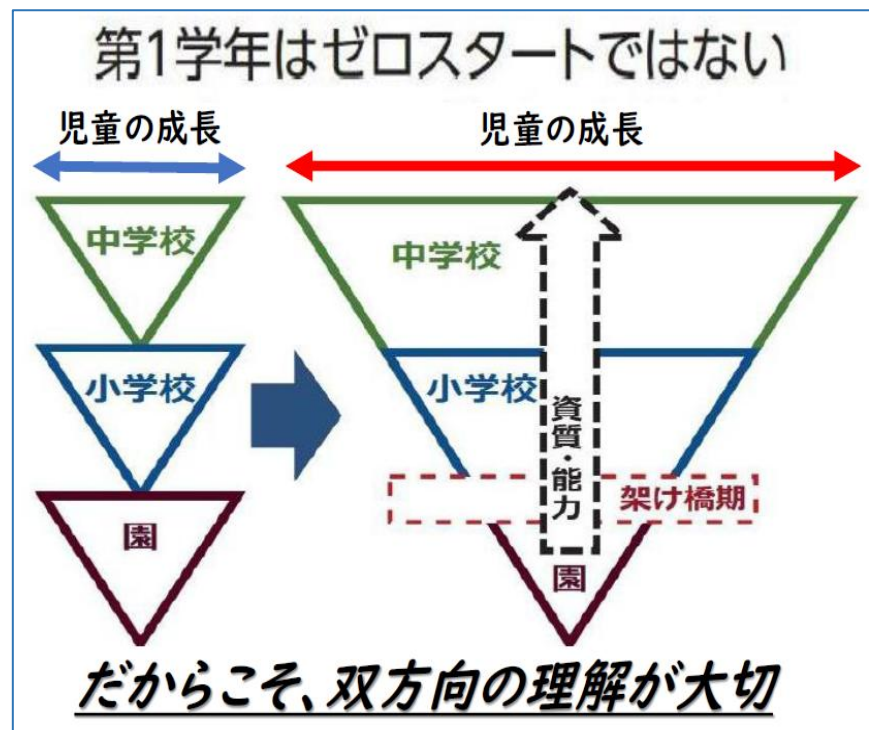 第1学年はゼロスタートではない
児童の成長
児童の成長
中学校
小学校
園
中学校
小学校
資質・能力
架け橋期
園
だからこそ、双方向の理解が大切